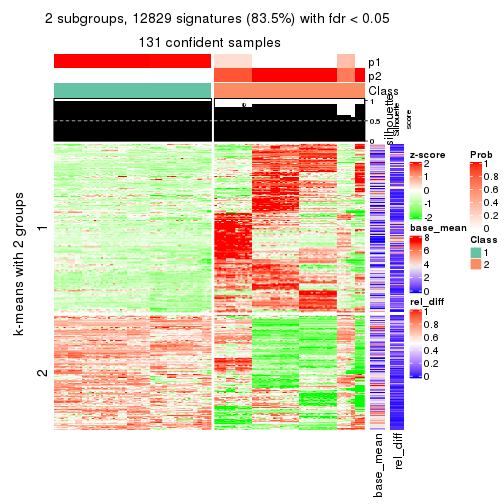 2 subgroups, 12829 signatures (83.5%) with fdr < 0.05
131 confident samples
p1
p2
Class
1
0.5
0
silhouette
Silhouette
score
k-means with 2 groups
1
2
z-score
2
1
0
-1
-2
base_mean
8
6
4
2
0
rel_diff
1
0.8
0.6
0.4
0.2
0
Prob
1
0.8
0.6
0.4
0.2
0
Class
1
2
base_mean
rel_diff